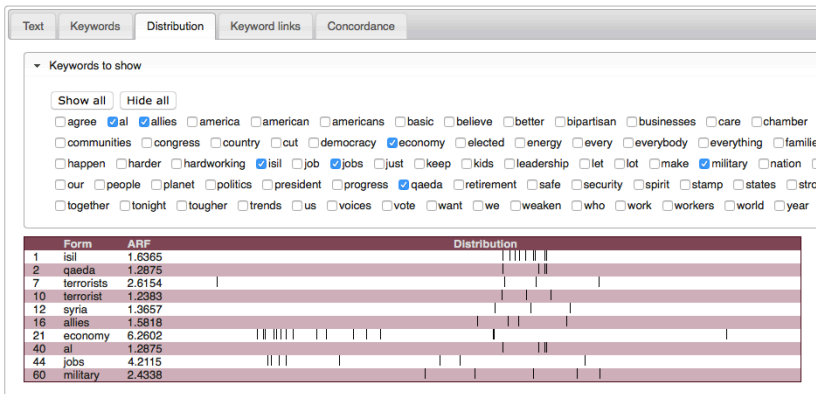 Text Keywords Distribution Keyword links Concordance
Keywords to show
Show all Hide all
agree al allies america american americans basic believe better bipartisan businesses care chamber
communities congress country cut democracy economy elected energy every everybody everything familie
happen harder hardworking isil job jobs just keep kids leadership let lot make military nation
our people planet politics president progress qaeda retirement safe security spirit stamp states stro
together tonight tougher trends us voices vote want we weaken who work workers world year
Form ARF Distribution
1 isil 1.6365
2 qaeda 1.2875
7 terrorists 2.6154
10 terrorist 1.2383
12 syria 1.3657
16 allies 1.5818
21 economy 6.2602
40 al 1.2875
44 jobs 4.2115
60 military 2.4338